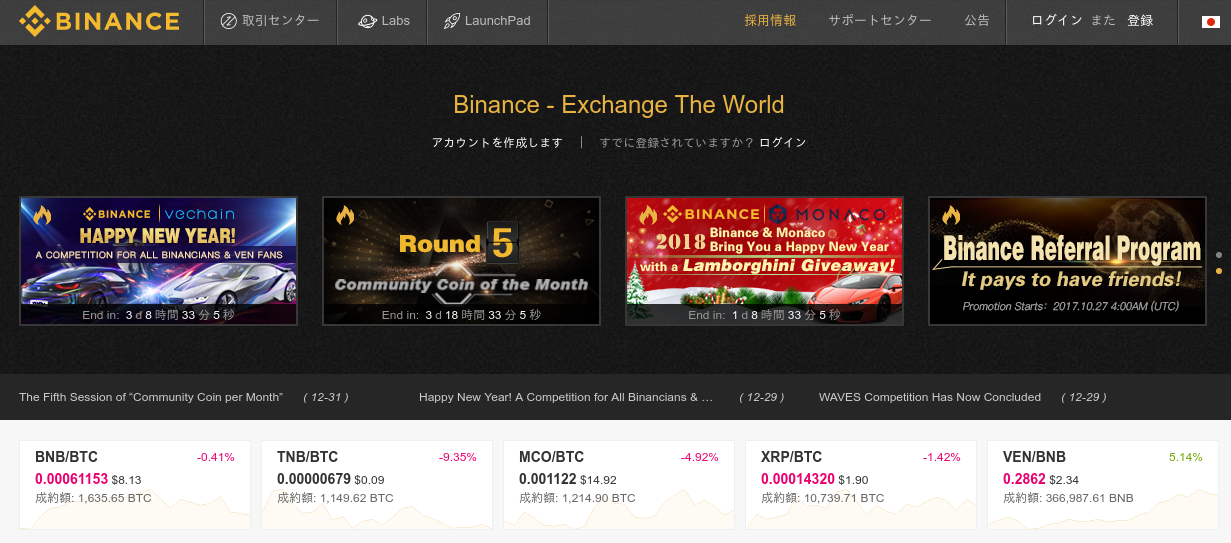 BINANCE 取引センター Labs LaunchPad 採用情報 サポートセンター 公告 ログイン また 登録
Binance - Exchange The World
アカウントを作成します | すでに登録されていますか？ ログイン
BINANCE | vechain
HAPPY NEW YEAR!
A COMPETITION FOR ALL BINANCIANS & VEN FANS
End in: 3 d 8 時間 33 分 5 秒
Round 5
Community Coin of the Month
End in: 3 d 18 時間 33 分 5 秒
BINANCE | MONACO
2018 Binance & Monaco
Bring You a Happy New Year
with a Lamborghini Giveaway!
End in: 1 d 8 時間 33 分 5 秒
Binance Referral Program
It pays to have friends!
Promotion Starts: 2017.10.27 4:00AM (UTC)
The Fifth Session of “Community Coin per Month” ( 12-31 )
Happy New Year! A Competition for All Binancians & … ( 12-29 )
WAVES Competition Has Now Concluded ( 12-29 )
BNB/BTC -0.41%
0.00061153 $8.13
成約額: 1,635.65 BTC
TNB/BTC -9.35%
0.00000679 $0.09
成約額: 1,149.62 BTC
MCO/BTC -4.92%
0.001122 $14.92
成約額: 1,214.90 BTC
XRP/BTC -1.42%
0.00014320 $1.90
成約額: 10,739.71 BTC
VEN/BNB 5.14%
0.2862 $2.34
成約額: 366,987.61 BNB